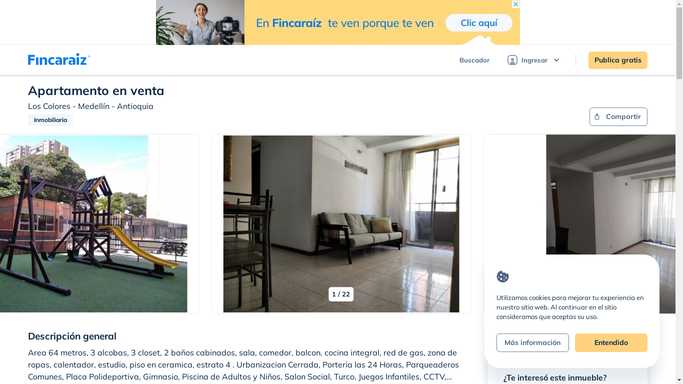 En Fincaraíz te ven porque te ven
Clic aquí
Fincaraíz
Buscador
Ingresar
Publica gratis
Apartamento en venta
Los Colores - Medellín - Antioquia
Inmobiliaria
Compartir
1 / 22
Utilizamos cookies para mejorar tu experiencia en
nuestro sitio web. Al continuar en el sitio
consideramos que aceptas su uso.
Más información
Entendido
Descripción general
Area 64 metros, 3 alcobas, 3 closet, 2 baños cabinados, sala, comedor, balcon, cocina integral, red de gas, zona de
ropas, calentador, estudio, piso en ceramica, estrato 4 . Urbanizacion Cerrada, Porteria las 24 Horas, Parqueaderos
Comunes, Placa Polideportiva, Gimnasio, Piscina de Adultos y Niños, Salon Social, Turco, Juegos Infantiles, CCTV,...
¿Te interesó este inmueble?